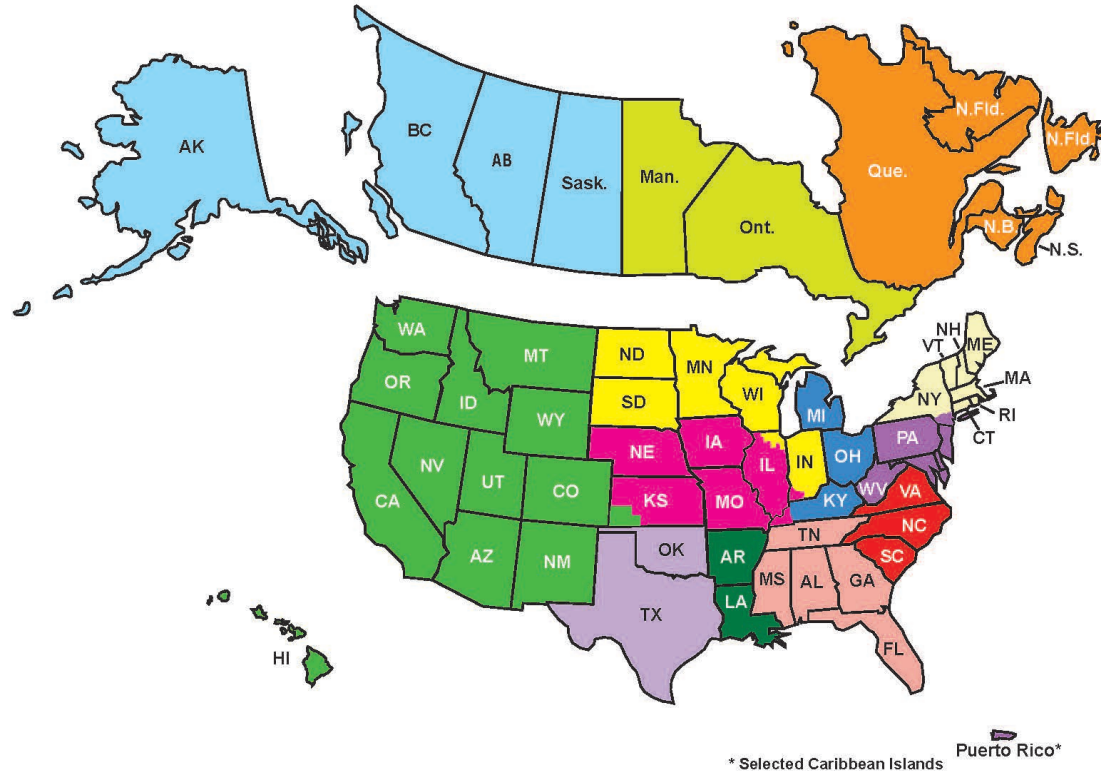 AK
BC
AB
Sask.
Man.
Ont.
Que.
N.Fld.
N.Fld.
N.B.
N.S.
WA
OR
CA
ID
NV
MT
WY
UT
CO
AZ
NM
HI
ND
SD
MN
WI
NE
KS
IA
MO
IL
IN
MI
OH
KY
OK
TX
AR
LA
TN
MS
AL
GA
FL
VA
NC
SC
WV
PA
NY
VT
NH
ME
MA
RI
CT
Puerto Rico*
* Selected Caribbean Islands